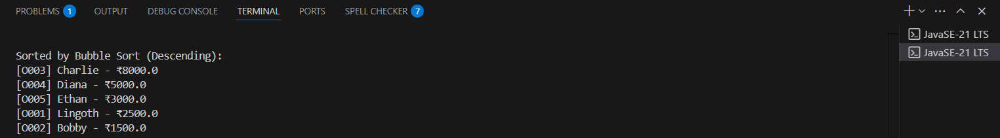 PROBLEMS 1 OUTPUT DEBUG CONSOLE TERMINAL PORTS SPELL CHECKER 7
JavaSE-21 LTS
JavaSE-21 LTS
Sorted by Bubble Sort (Descending):
[O003] Charlie - ₹8000.0
[O004] Diana - ₹5000.0
[O005] Ethan - ₹3000.0
[O001] Lingoth - ₹2500.0
[O002] Bobby - ₹1500.0